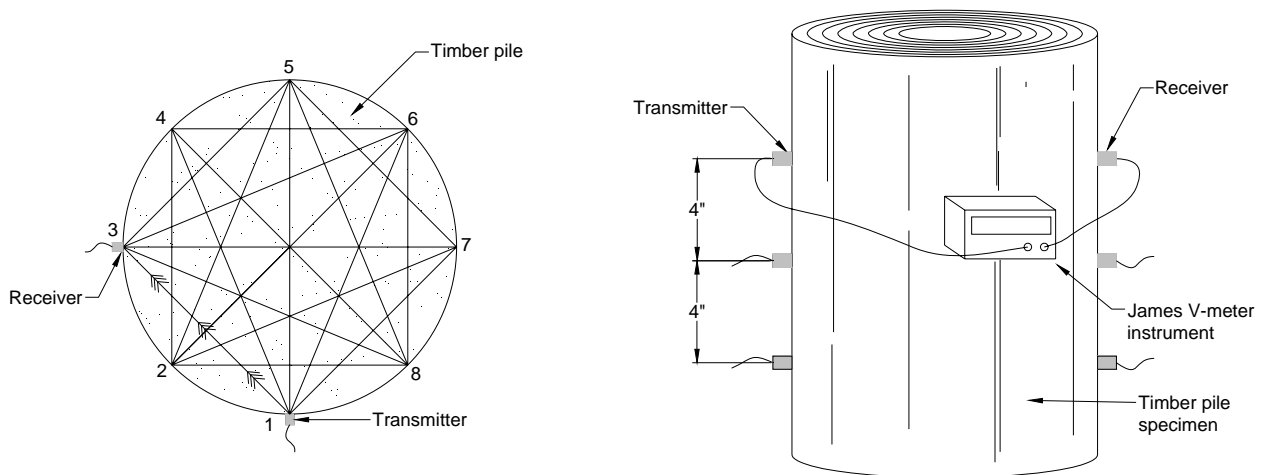 Timber pile
5
4
6
3
7
Receiver
2
8
1
Transmitter
Transmitter
Receiver
4"
4"
James V-meter
instrument
Timber pile
specimen